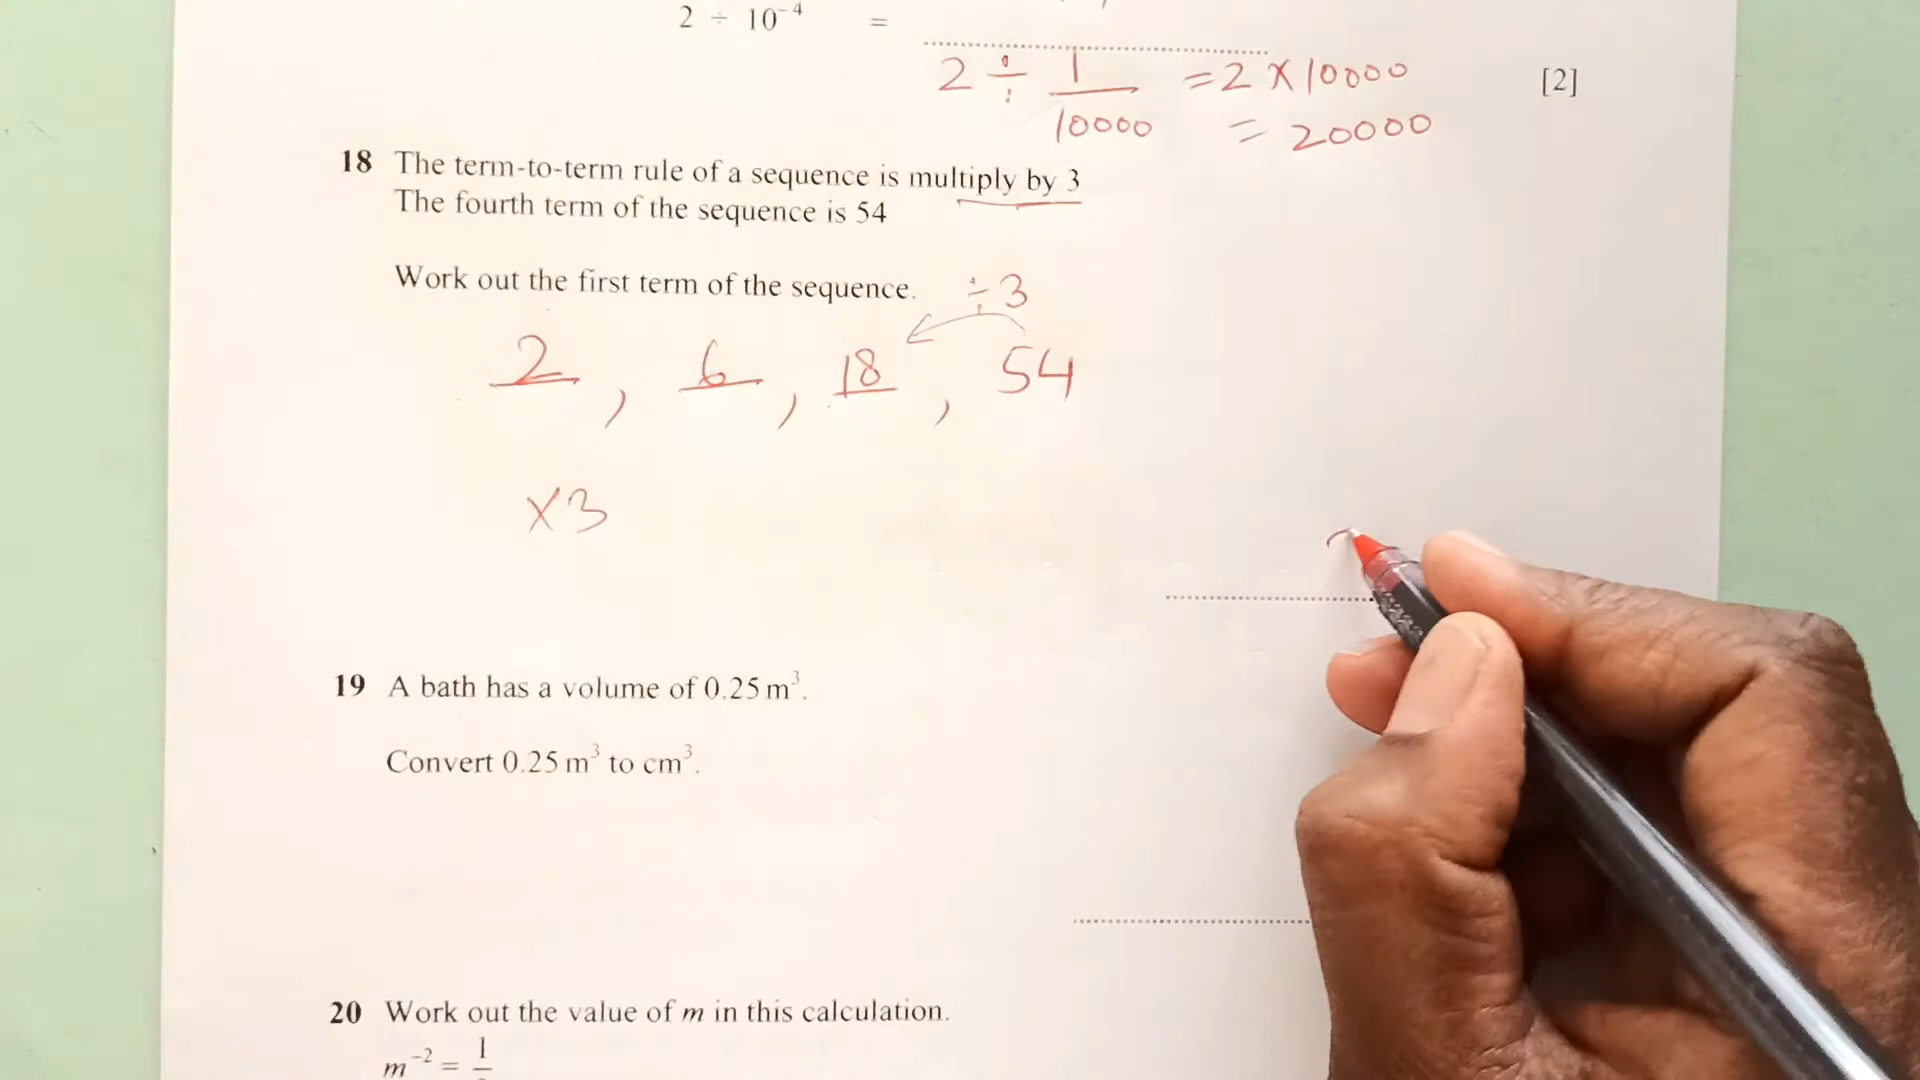 2 ÷ 10⁻⁴ =
2 ÷ 1/10000 = 2 × 10000
= 20000
[2]
18 The term-to-term rule of a sequence is multiply by 3
The fourth term of the sequence is 54
Work out the first term of the sequence.
÷3
2 , 6 , 18 , 54
×3
19 A bath has a volume of 0.25 m³.
Convert 0.25 m³ to cm³.
20 Work out the value of m in this calculation.
m⁻² = 1